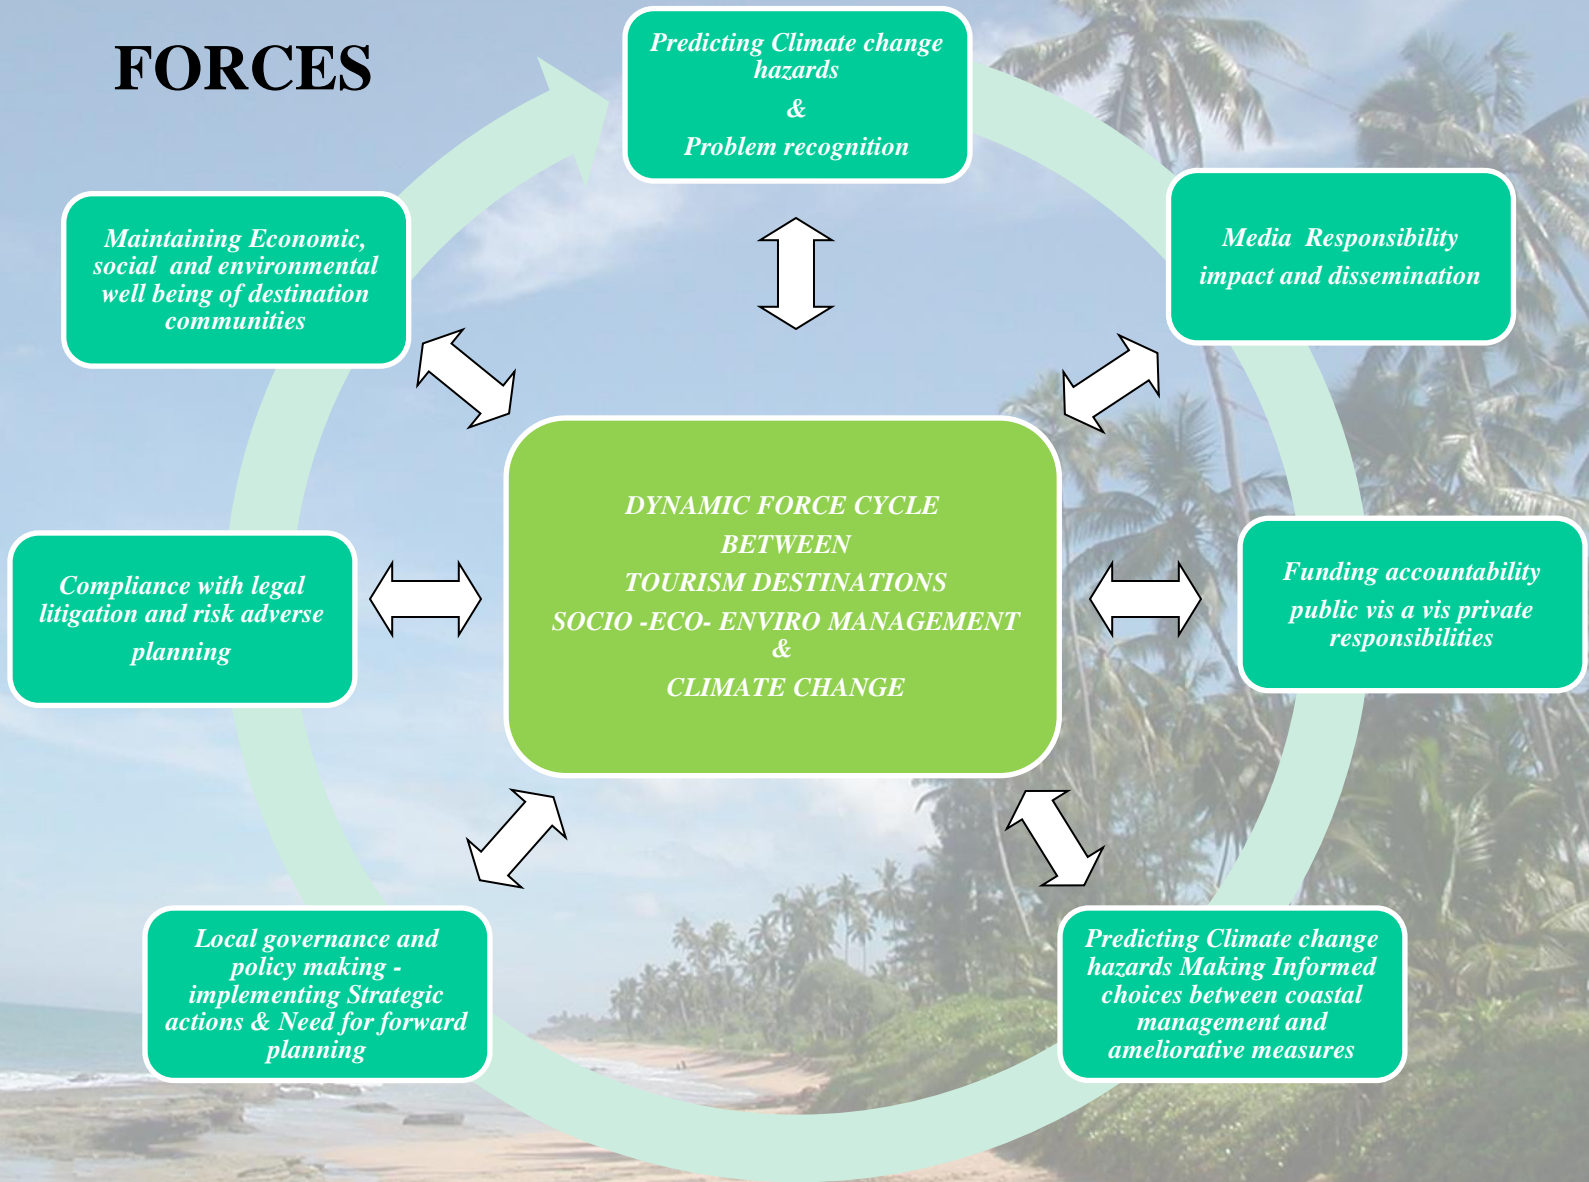 FORCES
Predicting Climate change
hazards
&
Problem recognition
Media Responsibility
impact and dissemination
Funding accountability
public vis a vis private
responsibilities
Predicting Climate change
hazards Making Informed
choices between coastal
management and
ameliorative measures
Local governance and
policy making -
implementing Strategic
actions & Need for forward
planning
Compliance with legal
litigation and risk adverse
planning
Maintaining Economic,
social and environmental
well being of destination
communities
DYNAMIC FORCE CYCLE
BETWEEN
TOURISM DESTINATIONS
SOCIO -ECO- ENVIRO MANAGEMENT
&
CLIMATE CHANGE